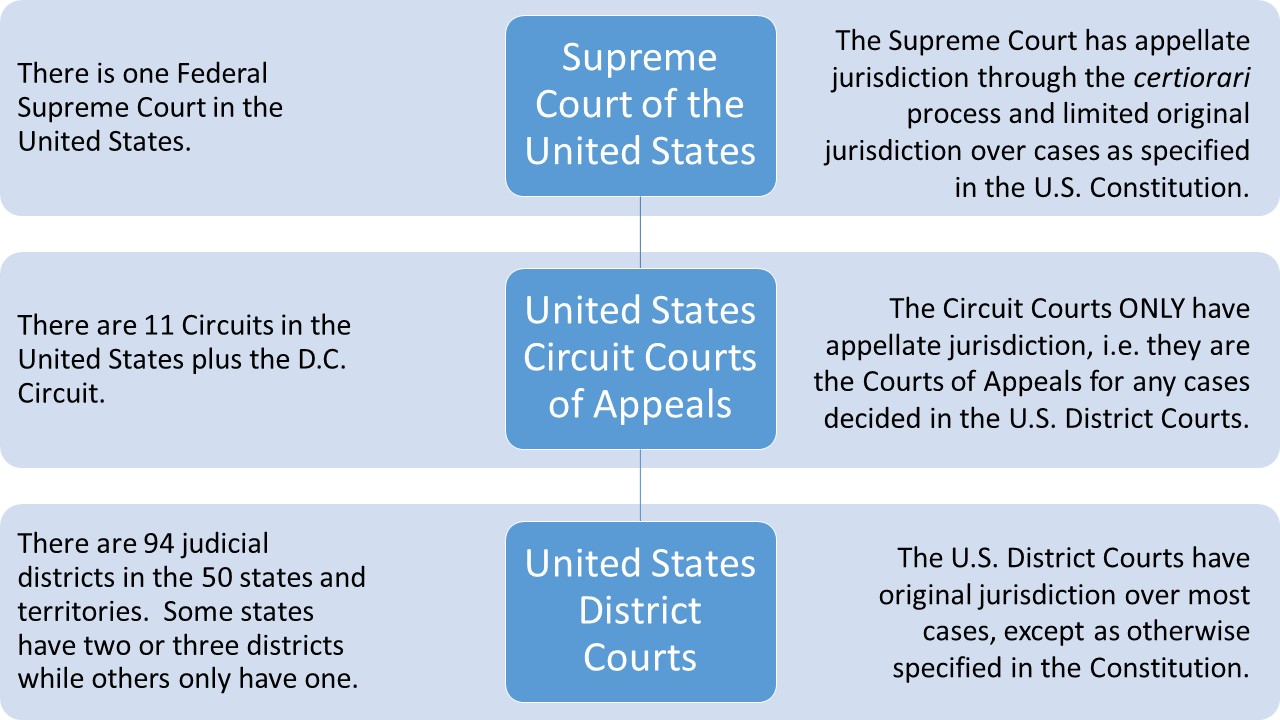 There is one Federal
Supreme Court in the
United States.
Supreme
Court of the
United States
The Supreme Court has appellate
jurisdiction through the certiorari
process and limited original
jurisdiction over cases as specified
in the U.S. Constitution.
There are 11 Circuits in the
United States plus the D.C.
Circuit.
United States
Circuit Courts
of Appeals
The Circuit Courts ONLY have
appellate jurisdiction, i.e. they are
the Courts of Appeals for any cases
decided in the U.S. District Courts.
There are 94 judicial
districts in the 50 states and
territories.  Some states
have two or three districts
while others only have one.
United States
District
Courts
The U.S. District Courts have
original jurisdiction over most
cases, except as otherwise
specified in the Constitution.